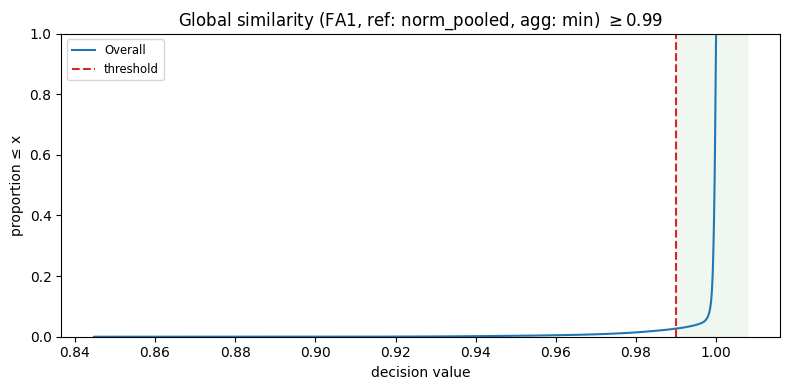 Global similarity (FA1, ref: norm_pooled, agg: min) ≥0.99
Overall
threshold
proportion ≤ x
1.0
0.8
0.6
0.4
0.2
0.0
0.84 0.86 0.88 0.90 0.92 0.94 0.96 0.98 1.00
decision value